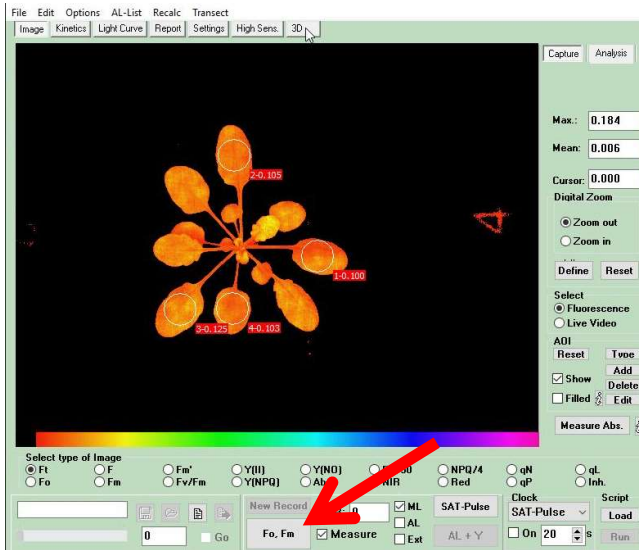 File Edit Options AL-List Recalc Transect
Image Kinetics Light Curve Report Settings High Sens. 3D
Capture Analysis
Max.: 0.184
Mean: 0.006
Cursor: 0.000
Digital Zoom
Zoom out
Zoom in
Define Reset
Select
Fluorescence
Live Video
AOI
Reset Type
Show Add
Delete
Filled Edit
Measure Abs.
2-0.105
1-0.100
3-0.125 4-0.103
Select type of Image
Ft F Fm' Y(II) Y(NO) NPQ/4 qN qL
Fo Fm Fv/Fm Y(NPQ) NIR Red qP Inh.
New Record 0 ML SAT-Pulse Clock Script
AL SAT-Pulse Load
0 Go Fo, Fm Measure Ext AL + Y On 20 s Run